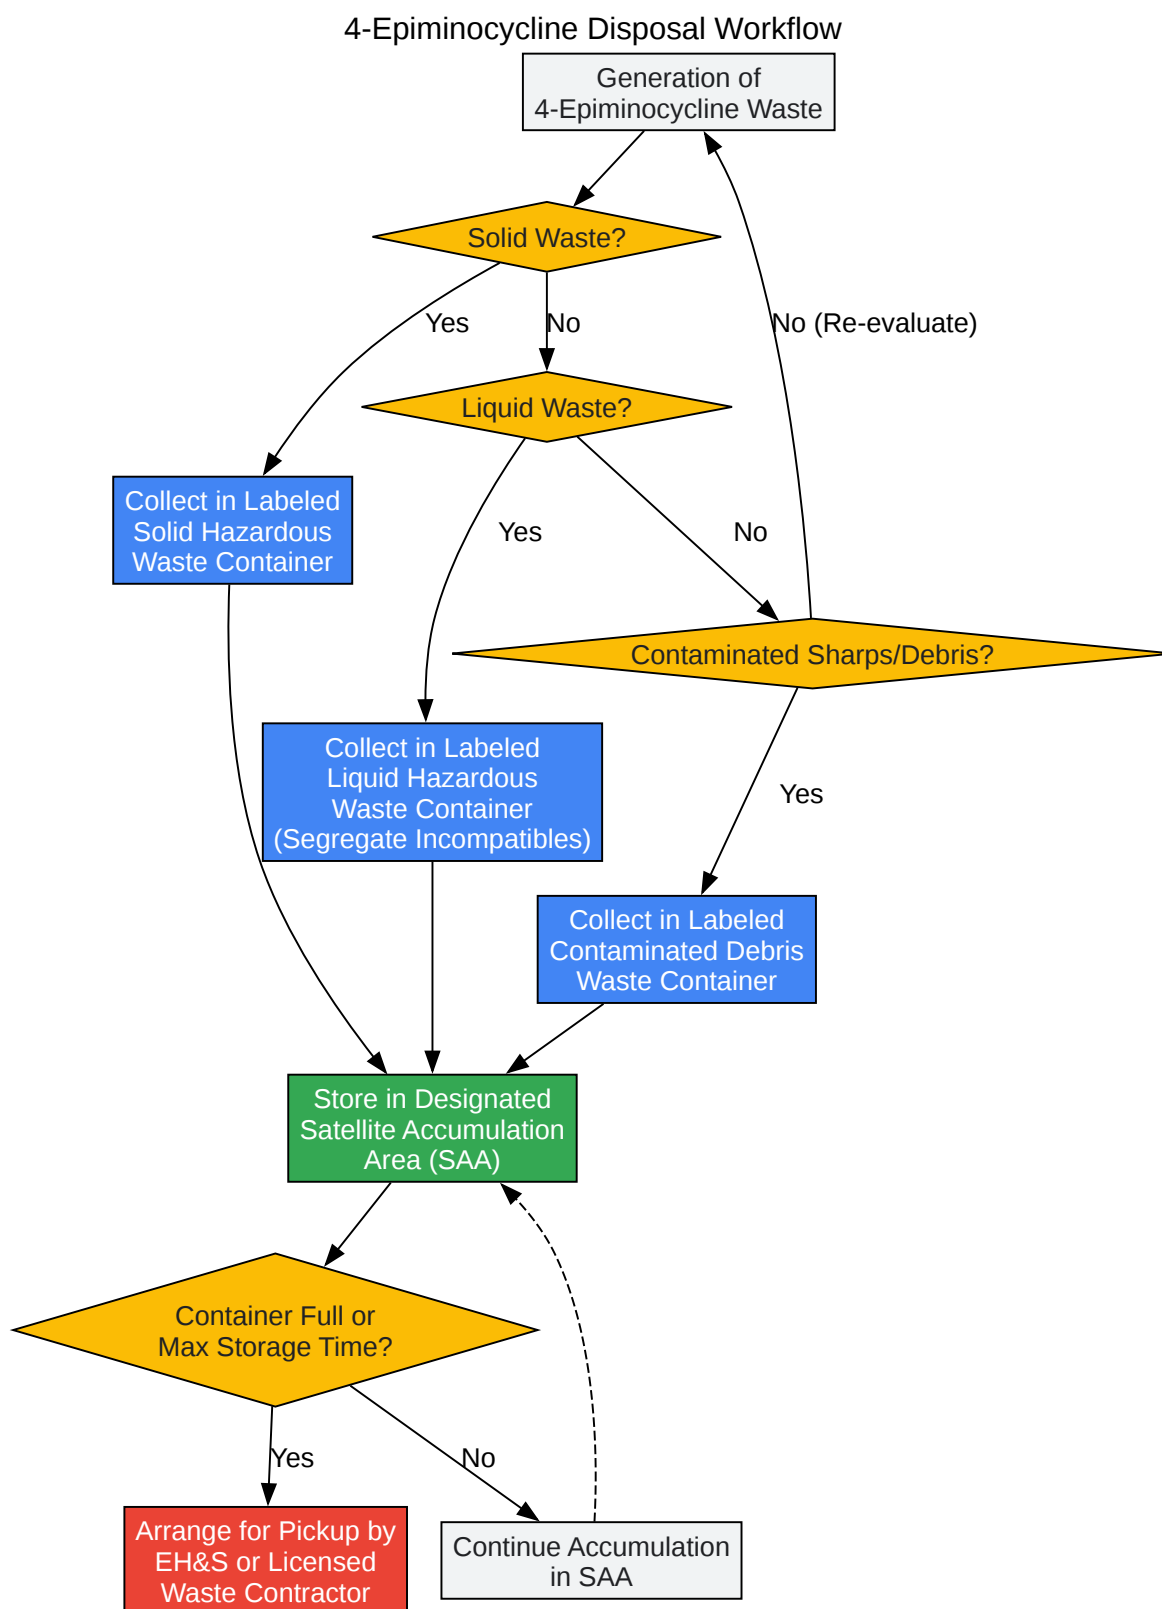 4-Epiminocycline Disposal Workflow
Generation of
4-Epiminocycline Waste
Solid Waste?
Yes
No
No (Re-evaluate)
Liquid Waste?
Collect in Labeled
Solid Hazardous
Waste Container
Yes
No
Contaminated Sharps/Debris?
Collect in Labeled
Liquid Hazardous
Waste Container
(Segregate Incompatibles)
Yes
Collect in Labeled
Contaminated Debris
Waste Container
Store in Designated
Satellite Accumulation
Area (SAA)
Container Full or
Max Storage Time?
Yes
No
Arrange for Pickup by
EH&S or Licensed
Waste Contractor
Continue Accumulation
in SAA